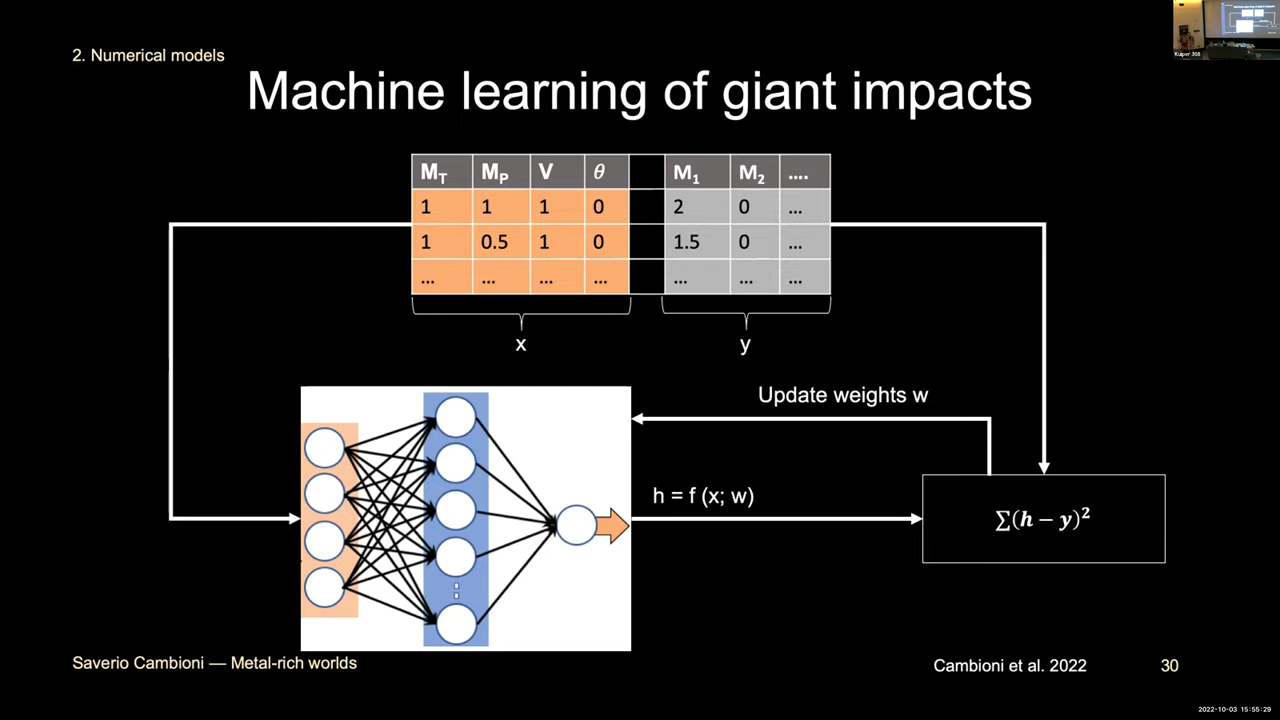 2. Numerical models
Machine learning of giant impacts
Kuiper 308
M_T M_P V θ M_1 M_2 ....
1 1 1 0 2 0 ...
1 0.5 1 0 1.5 0 ...
... ... ... ... ... ... ...
x y
Update weights w
h = f (x; w)
∑(h − y)²
Saverio Cambioni — Metal-rich worlds
Cambioni et al. 2022
30
2022-10-03 15:55:29